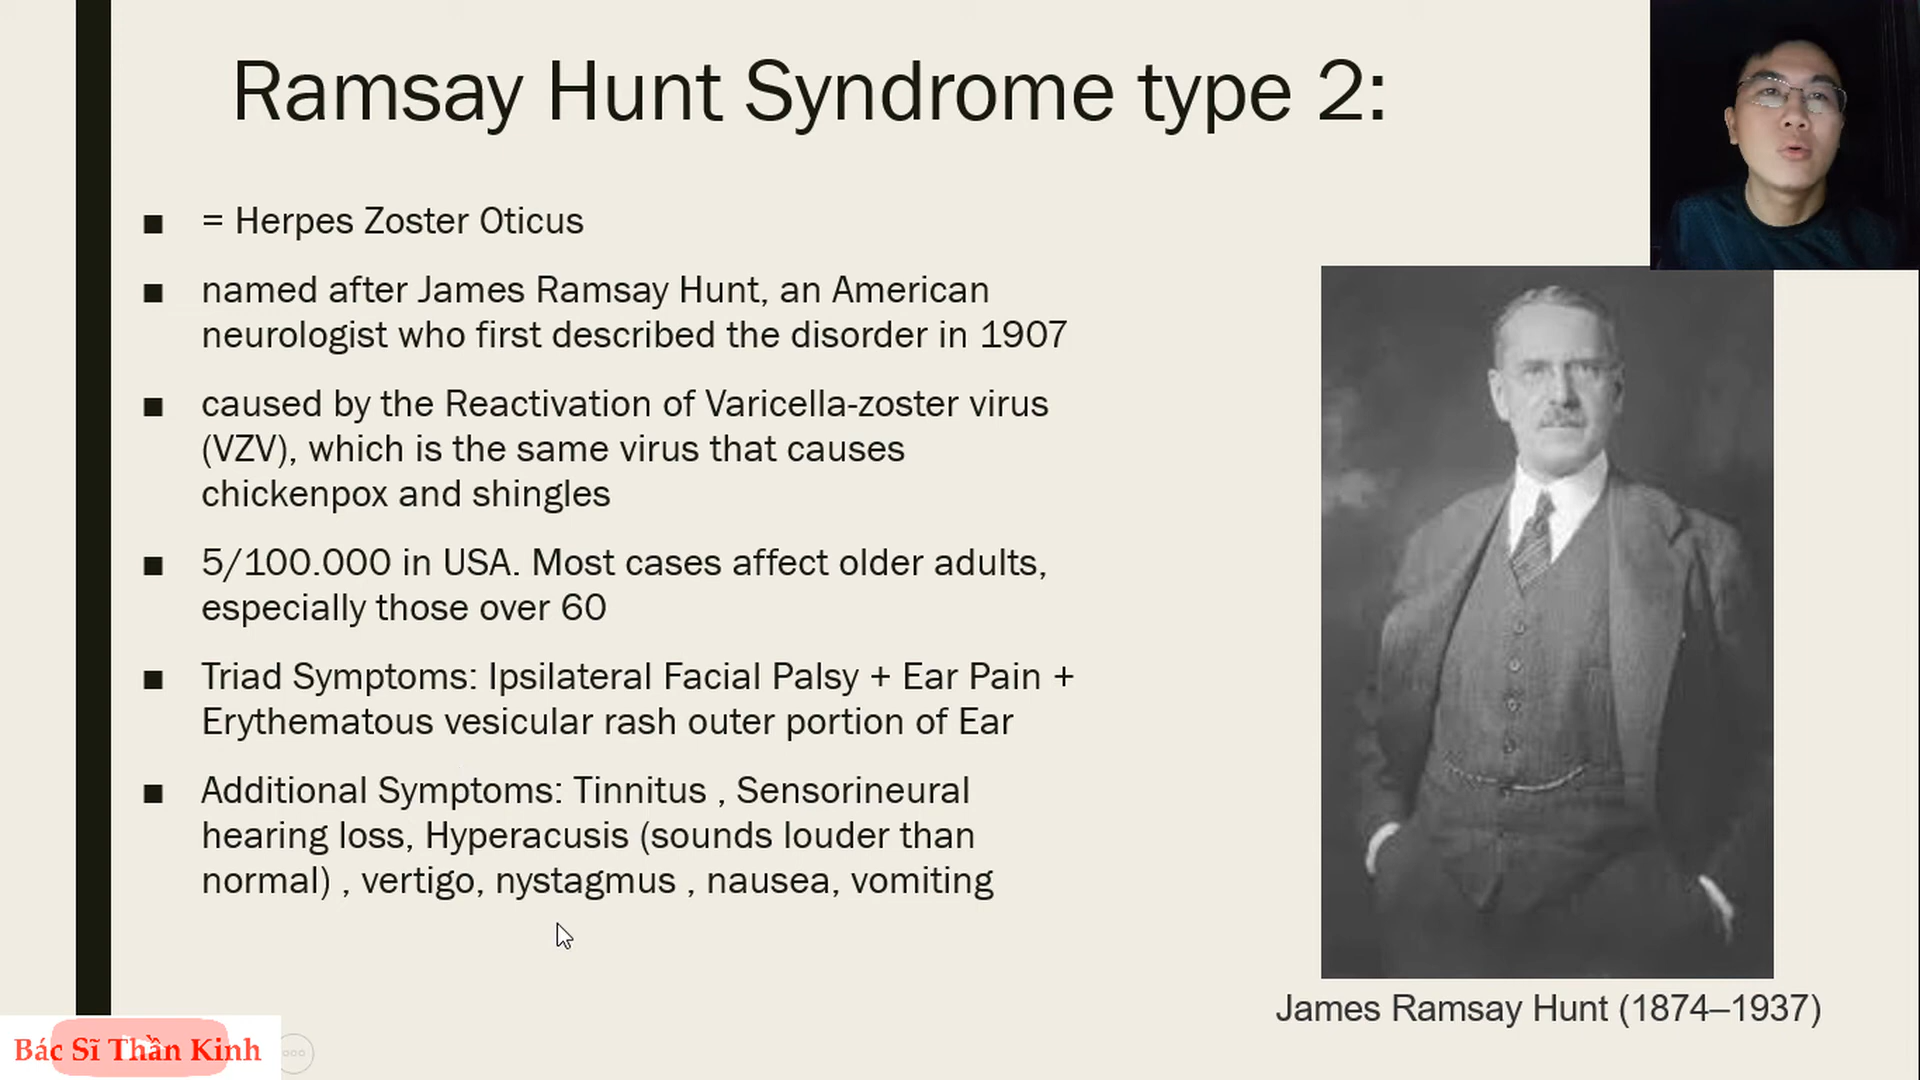 Ramsay Hunt Syndrome type 2:
= Herpes Zoster Oticus
named after James Ramsay Hunt, an American
neurologist who first described the disorder in 1907
caused by the Reactivation of Varicella-zoster virus
(VZV), which is the same virus that causes
chickenpox and shingles
5/100.000 in USA. Most cases affect older adults,
especially those over 60
Triad Symptoms: Ipsilateral Facial Palsy + Ear Pain +
Erythematous vesicular rash outer portion of Ear
Additional Symptoms: Tinnitus , Sensorineural
hearing loss, Hyperacusis (sounds louder than
normal) , vertigo, nystagmus , nausea, vomiting
James Ramsay Hunt (1874–1937)
Bác Sĩ Thần Kinh